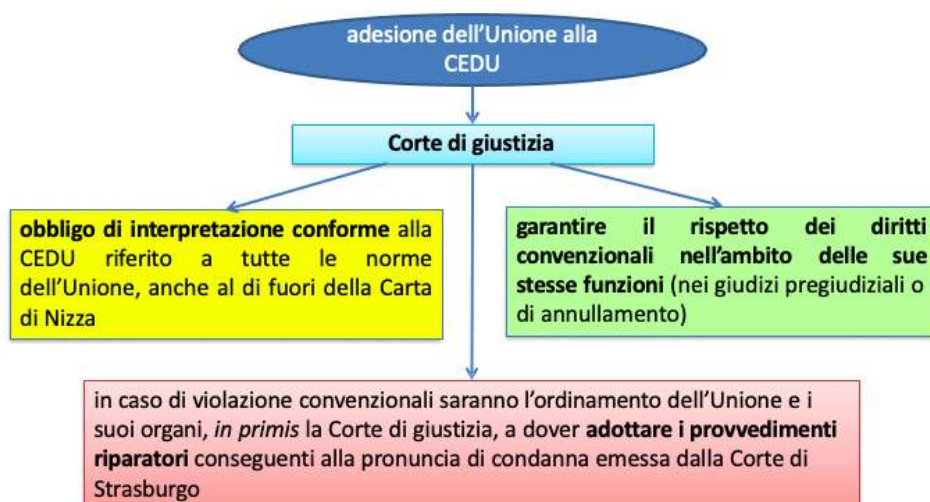 adesione dell'Unione alla
CEDU
Corte di giustizia
obbligo di interpretazione conforme alla
CEDU riferito a tutte le norme
dell'Unione, anche al di fuori della Carta
di Nizza
garantire il rispetto dei diritti
convenzionali nell'ambito delle sue
stesse funzioni (nei giudizi pregiudiziali o
di annullamento)
in caso di violazione convenzionali saranno l'ordinamento dell'Unione e i
suoi organi, in primis la Corte di giustizia, a dover adottare i provvedimenti
riparatori conseguenti alla pronuncia di condanna emessa dalla Corte di
Strasburgo